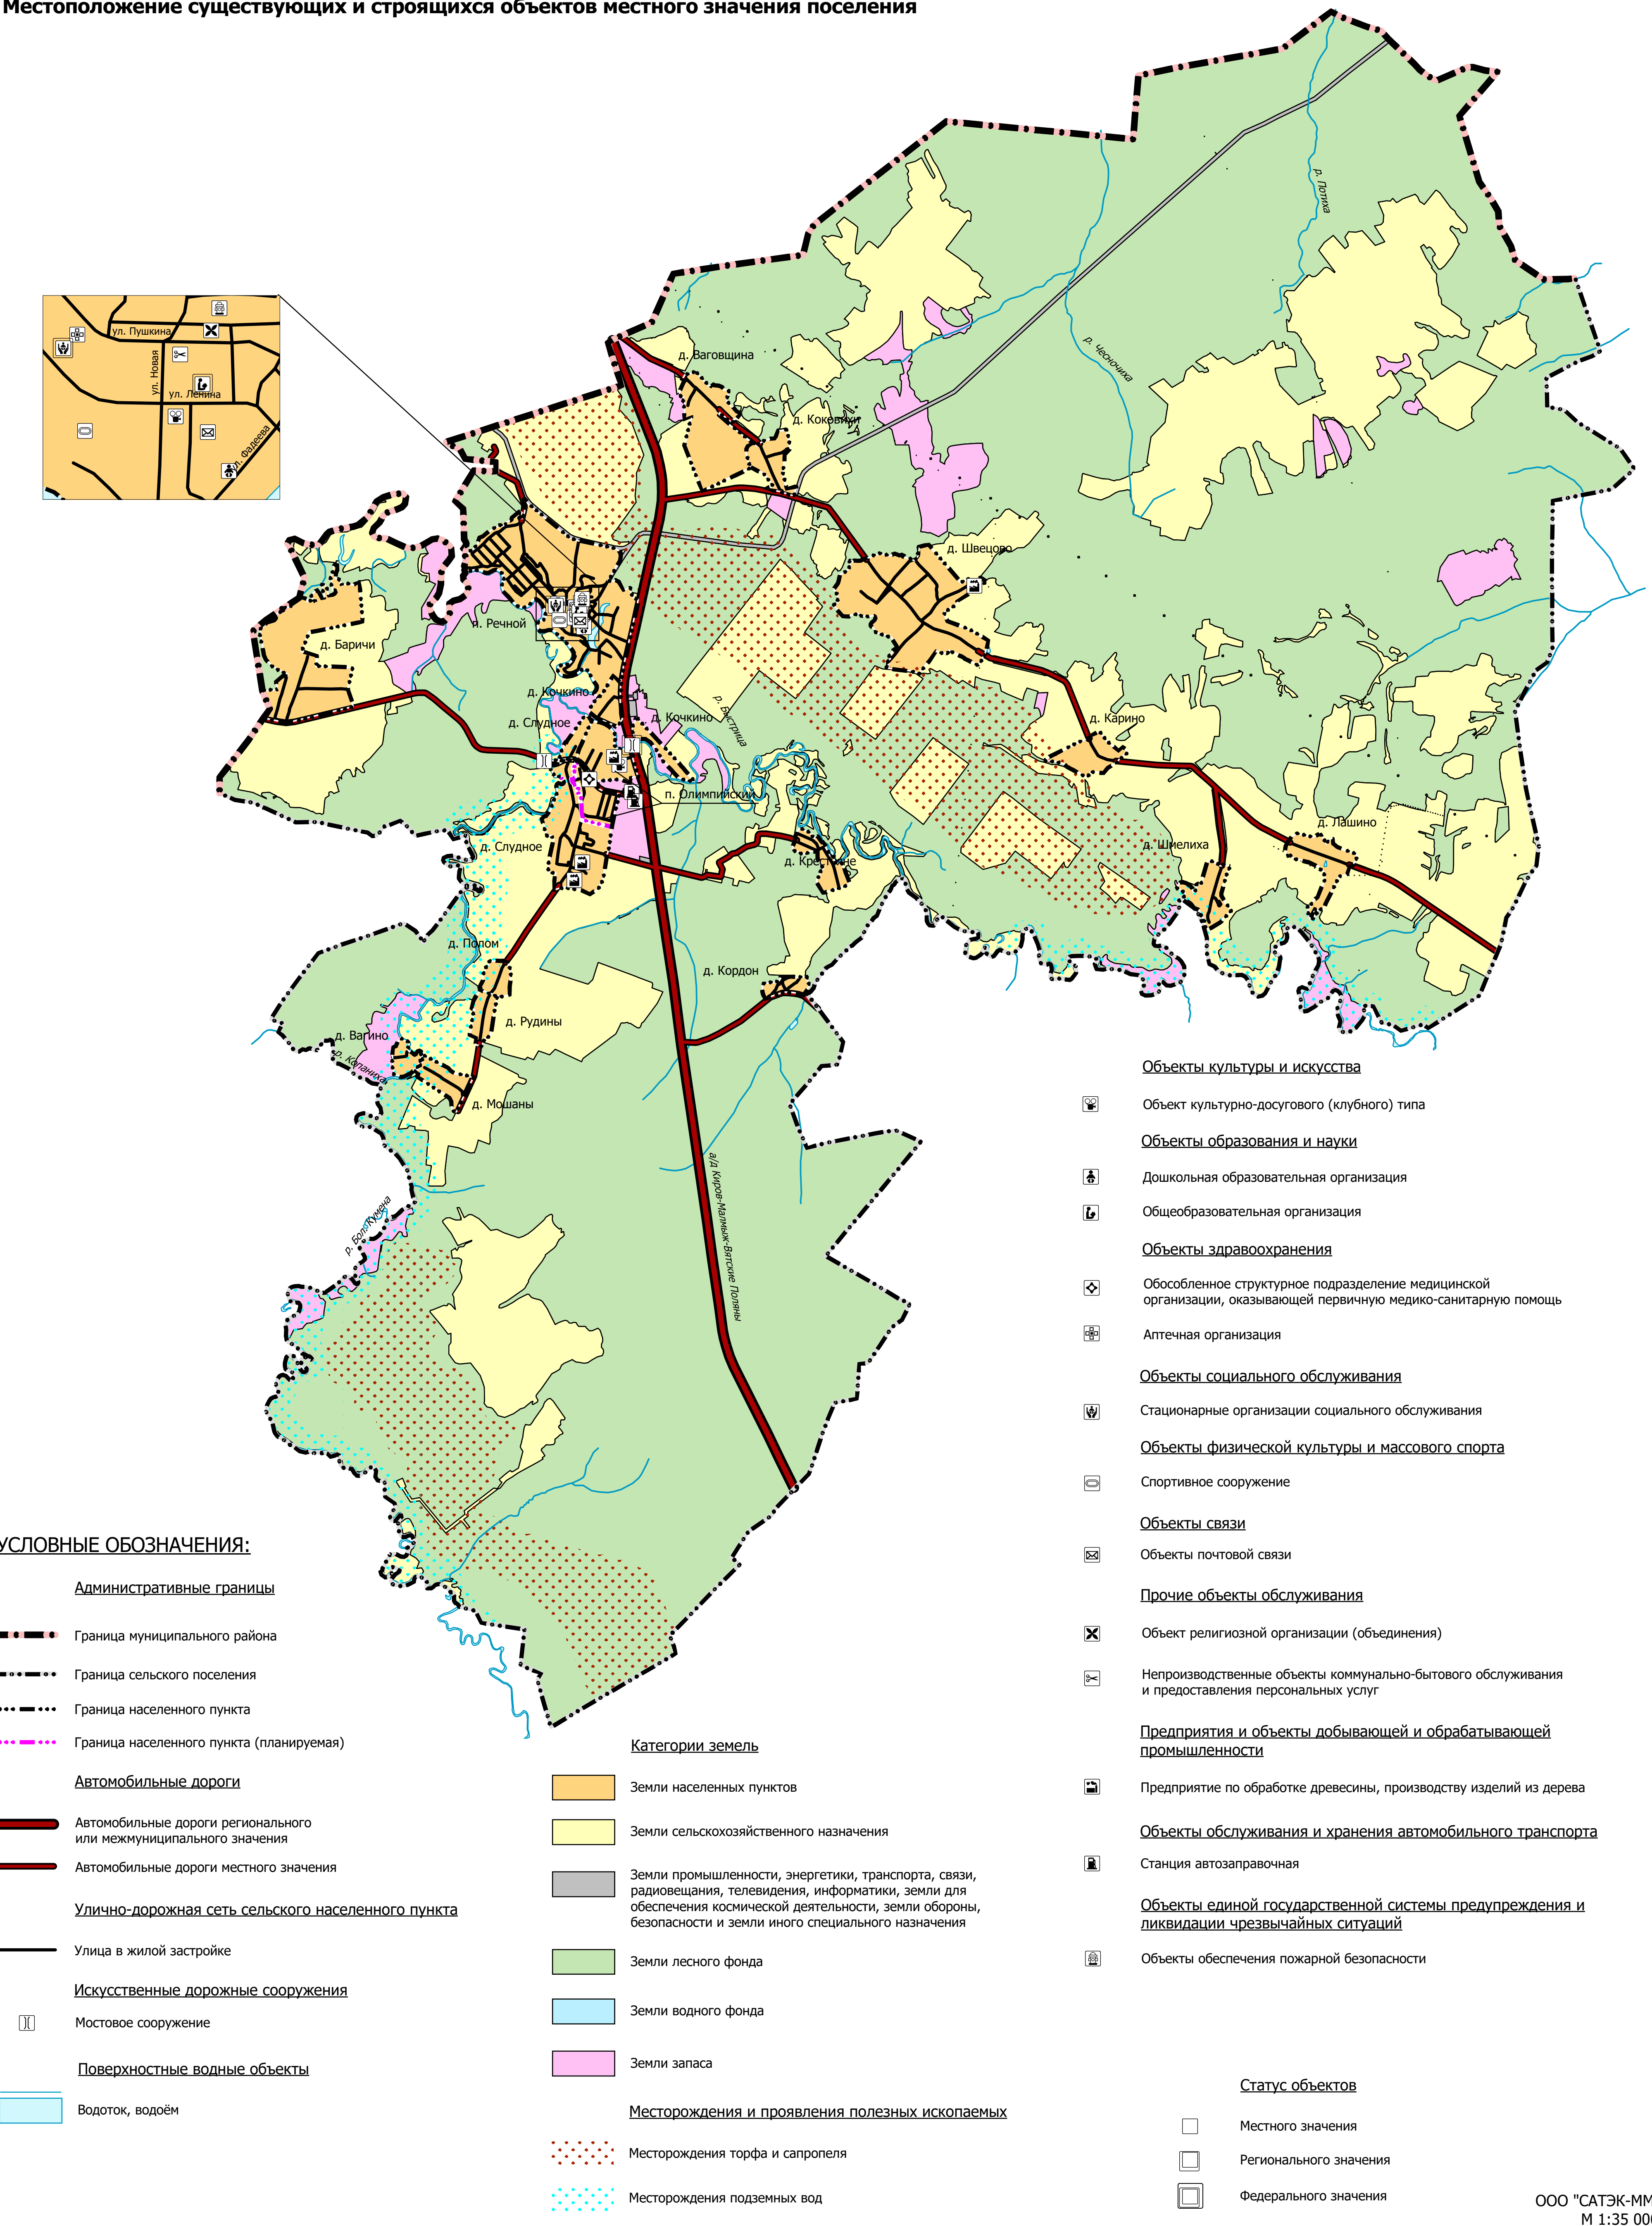 Местоположение существующих и строящихся объектов местного значения поселения
ул. Пушкина
ул. Новая
ул. Ленина
ул. Фадеева
р. Потиха
р. Чесночиха
д. Ваговщина
д. Коковихи
д. Швецово
п. Речной
д. Баричи
д. Кочкино
д. Слудное
д. Кочкино
р. Быстрица
д. Карино
п. Олимпийский
д. Слудное
д. Крестьяне
д. Шмелиха
д. Лашино
д. Полом
д. Кордон
д. Рудины
д. Вагино
р. Копаниха
д. Мошаны
р. Бол. Кумена
а/д Киров-Малмыж-Вятские Поляны
УСЛОВНЫЕ ОБОЗНАЧЕНИЯ:
Административные границы
Граница муниципального района
Граница сельского поселения
Граница населенного пункта
Граница населенного пункта (планируемая)
Автомобильные дороги
Автомобильные дороги регионального
или межмуниципального значения
Автомобильные дороги местного значения
Улично-дорожная сеть сельского населенного пункта
Улица в жилой застройке
Искусственные дорожные сооружения
Мостовое сооружение
Поверхностные водные объекты
Водоток, водоём
Категории земель
Земли населенных пунктов
Земли сельскохозяйственного назначения
Земли промышленности, энергетики, транспорта, связи,
радиовещания, телевидения, информатики, земли для
обеспечения космической деятельности, земли обороны,
безопасности и земли иного специального назначения
Земли лесного фонда
Земли водного фонда
Земли запаса
Месторождения и проявления полезных ископаемых
Месторождения торфа и сапропеля
Месторождения подземных вод
Объекты культуры и искусства
Объект культурно-досугового (клубного) типа
Объекты образования и науки
Дошкольная образовательная организация
Общеобразовательная организация
Объекты здравоохранения
Обособленное структурное подразделение медицинской
организации, оказывающей первичную медико-санитарную помощь
Аптечная организация
Объекты социального обслуживания
Стационарные организации социального обслуживания
Объекты физической культуры и массового спорта
Спортивное сооружение
Объекты связи
Объекты почтовой связи
Прочие объекты обслуживания
Объект религиозной организации (объединения)
Непроизводственные объекты коммунально-бытового обслуживания
и предоставления персональных услуг
Предприятия и объекты добывающей и обрабатывающей
промышленности
Предприятие по обработке древесины, производству изделий из дерева
Объекты обслуживания и хранения автомобильного транспорта
Станция автозаправочная
Объекты единой государственной системы предупреждения и
ликвидации чрезвычайных ситуаций
Объекты обеспечения пожарной безопасности
Статус объектов
Местного значения
Регионального значения
Федерального значения
ООО "САТЭК-ММ
М 1:35 000